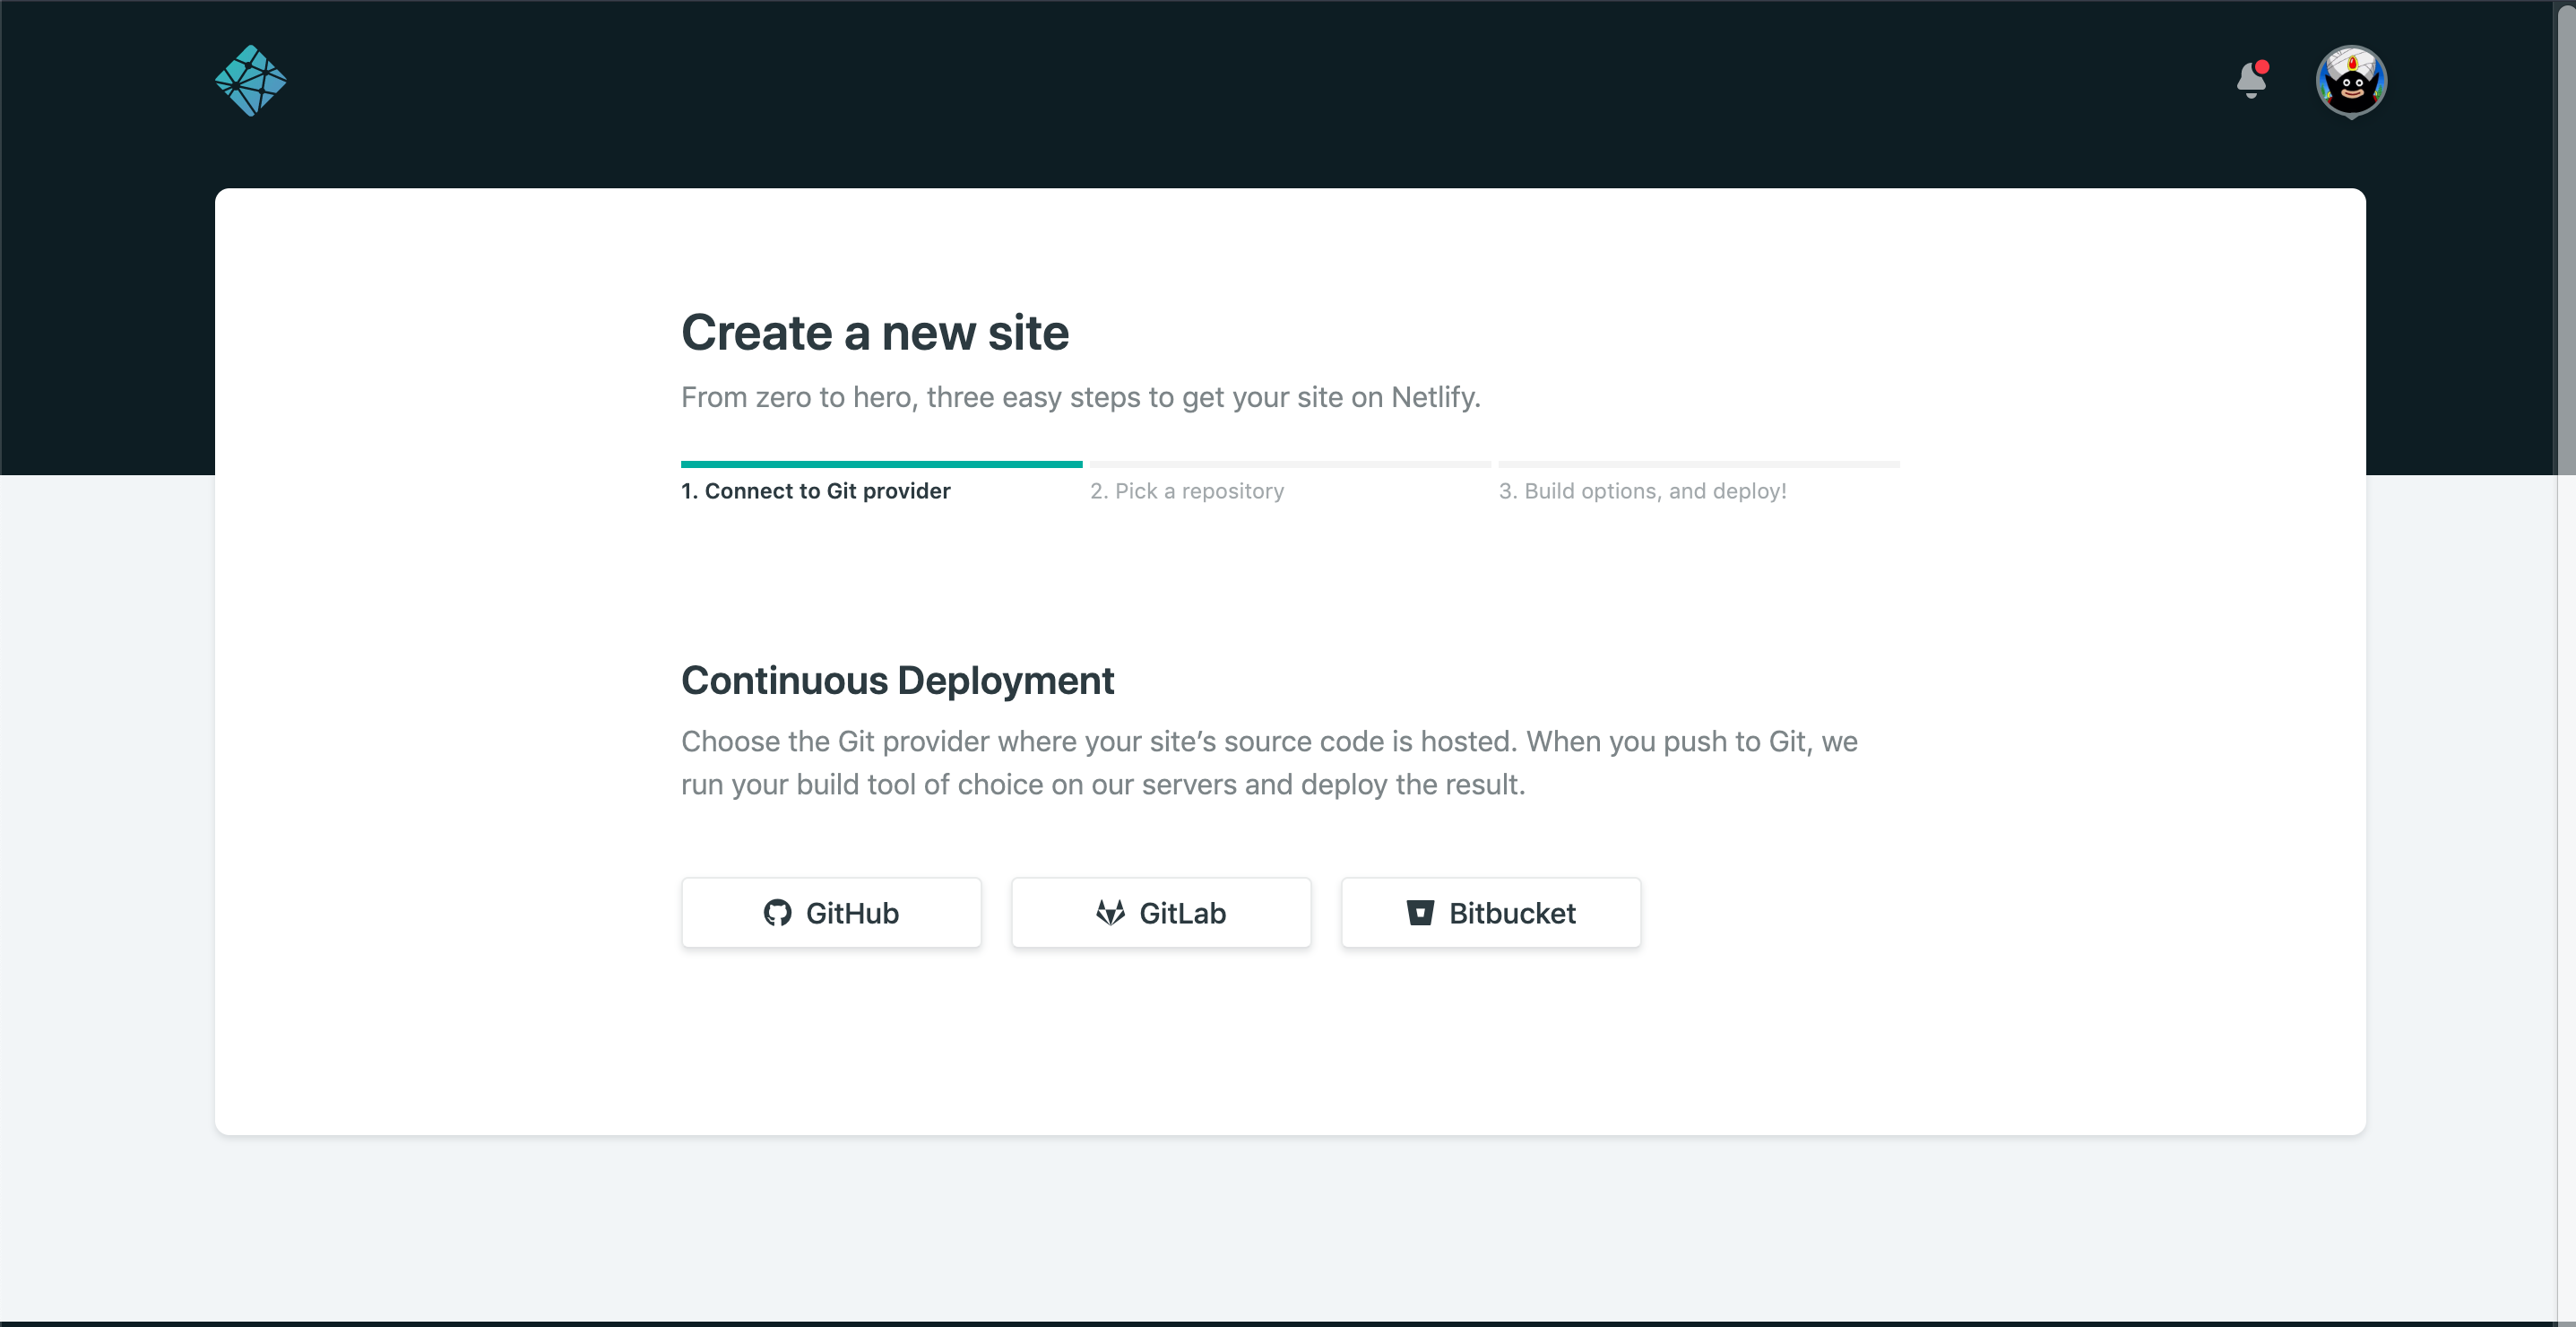 Create a new site
From zero to hero, three easy steps to get your site on Netlify.
1. Connect to Git provider
2. Pick a repository
3. Build options, and deploy!
Continuous Deployment
Choose the Git provider where your site’s source code is hosted. When you push to Git, we
run your build tool of choice on our servers and deploy the result.
GitHub
GitLab
Bitbucket